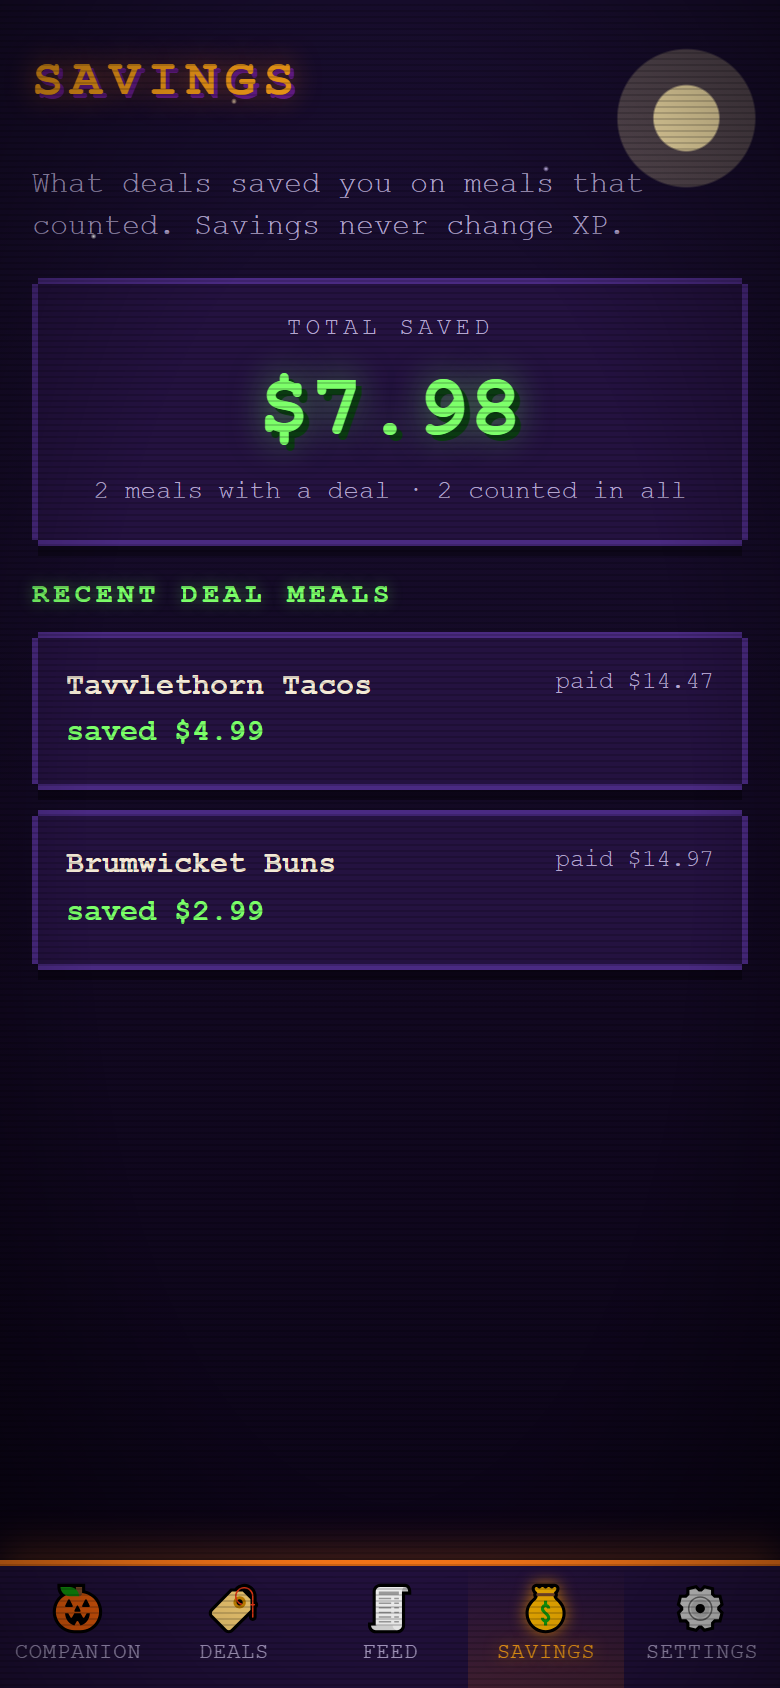 SAVINGS
What deals saved you on meals that
counted. Savings never change XP.
TOTAL SAVED
$7.98
2 meals with a deal · 2 counted in all
RECENT DEAL MEALS
Tavvlethorn Tacos
paid $14.47
saved $4.99
Brumwicket Buns
paid $14.97
saved $2.99
COMPANION
DEALS
FEED
SAVINGS
SETTINGS